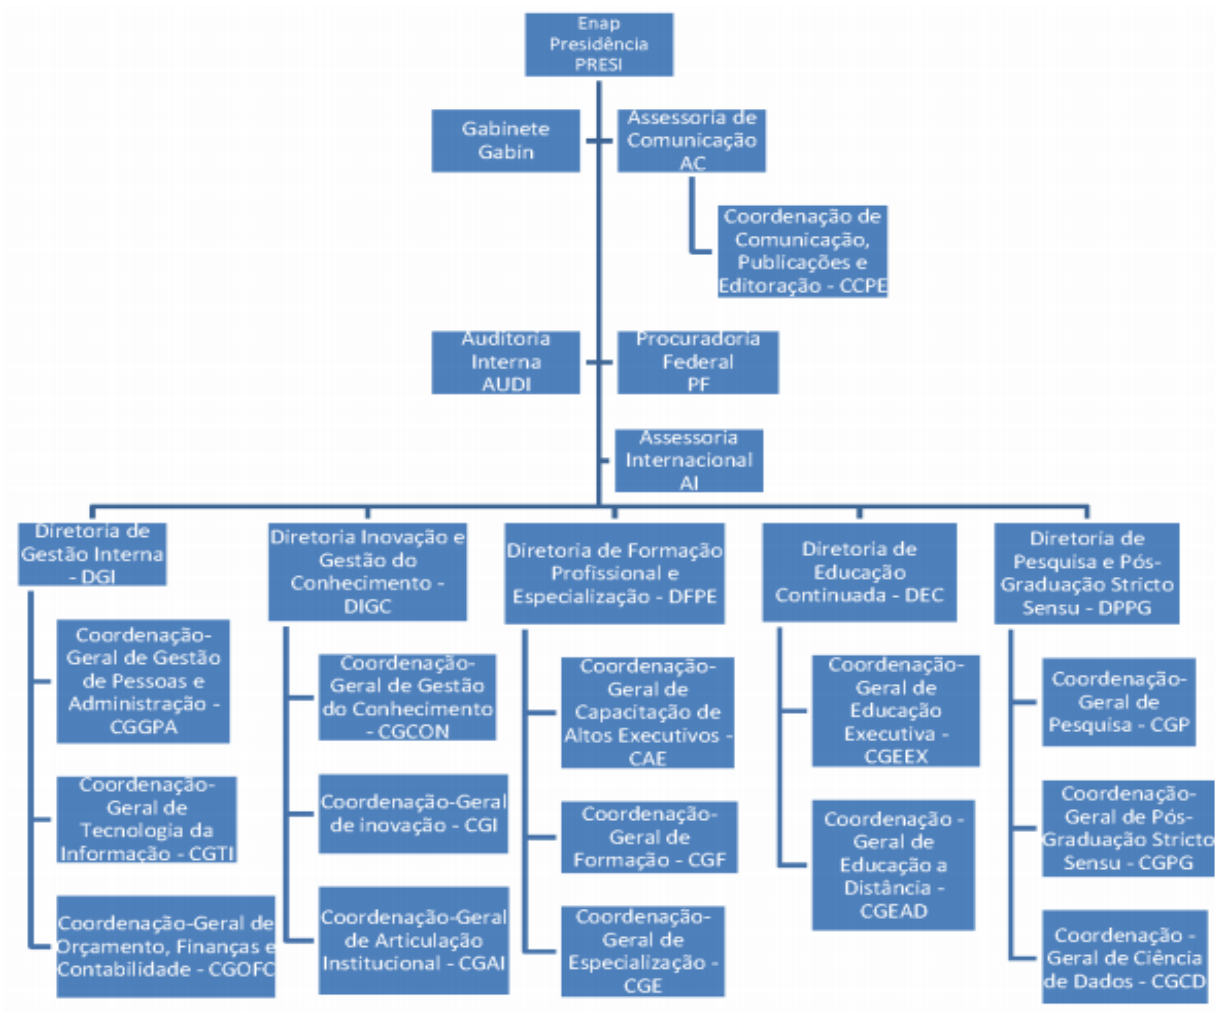 Enap
Presidência
PRESI
Gabinete
Gabin
Assessoria de
Comunicação
AC
Coordenação de
Comunicação,
Publicações e
Editoração - CCPE
Auditoria
Interna
AUDI
Procuradoria
Federal
PF
Assessoria
Internacional
AI
Diretoria de
Gestão Interna
- DGI
Coordenação-
Geral de Gestão
de Pessoas e
Administração -
CGGPA
Coordenação-
Geral de
Tecnologia da
Informação - CGTI
Coordenação-Geral de
Orçamento, Finanças e
Contabilidade - CGOFC
Diretoria Inovação e
Gestão do
Conhecimento -
DIGC
Coordenação-
Geral de Gestão
do Conhecimento
- CGCON
Coordenação-Geral
de inovação - CGI
Coordenação-Geral
de Articulação
Institucional - CGAI
Diretoria de Formação
Profissional e
Especialização - DFPE
Coordenação-
Geral de
Capacitação de
Altos Executivos -
CAE
Coordenação-
Geral de
Formação - CGF
Coordenação-
Geral de
Especialização -
CGE
Diretoria de
Educação
Continuada - DEC
Coordenação-
Geral de
Educação
Executiva -
CGEEX
Coordenação -
Geral de
Educação a
Distância -
CGEAD
Diretoria de
Pesquisa e Pós-
Graduação Stricto
Sensu - DPPG
Coordenação-
Geral de
Pesquisa - CGP
Coordenação-
Geral de Pós-
Graduação Stricto
Sensu - CGPG
Coordenação -
Geral de Ciência
de Dados - CGCD